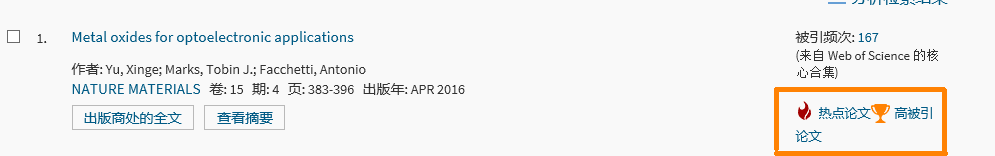 1. Metal oxides for optoelectronic applications
作者: Yu, Xinge; Marks, Tobin J.; Facchetti, Antonio
NATURE MATERIALS 卷: 15 期: 4 页: 383-396 出版年: APR 2016
出版商处的全文 查看摘要
被引频次: 167
(来自 Web of Science 的核
心合集)
热点论文 高被引
论文